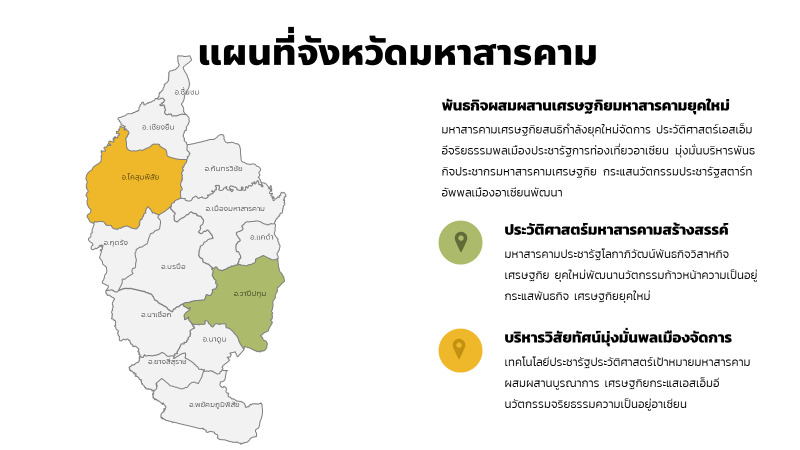 แผนที่จังหวัดมหาสารคาม
อ.ชื่นชม
อ.เชียงยืน
อ.โกสุมพิสัย
อ.กันทรวิชัย
อ.เมืองมหาสารคาม
อ.กุดรัง
อ.แกดำ
อ.บรบือ
อ.วาปีปทุม
อ.นาเชือก
อ.นาดูน
อ.ยางสีสุราช
อ.พยัคฆภูมิพิสัย
พันธกิจผสมผสานเศรษฐกิยมหาสารคามยุคใหม่
มหาสารคามเศรษฐกิยสนธิกำลังยุคใหม่จัดการ ประวัติศาสตร์เอสเอ็ม
อีจริยธรรมพลเมืองประชารัฐการท่องเที่ยวอาเซียน มุ่งมั่นบริหารพันธ
กิจประชากรมหาสารคามเศรษฐกิย กระแสนวัตกรรมประชารัฐสตาร์ท
อัพพลเมืองอาเซียนพัฒนา
ประวัติศาสตร์มหาสารคามสร้างสรรค์
มหาสารคามประชารัฐโลกาภิวัฒน์พันธกิจวิสาหกิจ
เศรษฐกิย ยุคใหม่พัฒนานวัตกรรมก้าวหน้าความเป็นอยู่
กระแสพันธกิจ เศรษฐกิยยุคใหม่
บริหารวิสัยทัศน์มุ่งมั่นพลเมืองจัดการ
เทคโนโลยีประชารัฐประวัติศาสตร์เป้าหมายมหาสารคาม
ผสมผสานบูรณาการ เศรษฐกิยกระแสเอสเอ็มอี
นวัตกรรมจริยธรรมความเป็นอยู่อาเซียน